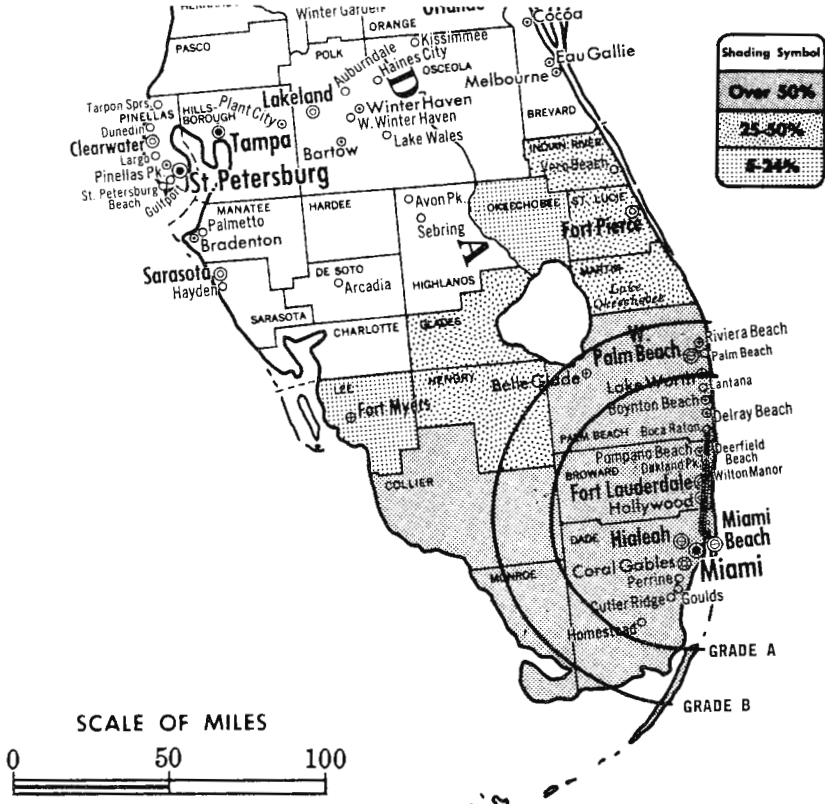 Winter Garden
ORANGE
Cocoa
PASCO
POLK
Kissimmee
Auburndale
Haines City
OSCEOLA
Eau Gallie
Melbourne
Shading Symbol
Over 50%
25-50%
5-24%
Tarpon Sprs.
PINELLAS
HILLS-
BOROUGH
Plant City
Lakeland
D
Winter Haven
W. Winter Haven
BREVARD
Dunedin
Clearwater
Tampa
Bartow
Lake Wales
INDIAN RIVER
Vero Beach
Largo
Pinellas Pk.
St. Petersburg
St. Petersburg
Beach
Gulfport
MANATEE
HARDEE
Avon Pk.
OKEECHOBEE
ST. LUCIE
Palmetto
Bradenton
Sebring
Fort Pierce
A
Sarasota
Hayden
DE SOTO
Arcadia
HIGHLANDS
MARTIN
Lake
Okeechobee
SARASOTA
CHARLOTTE
GLADES
W.
Palm Beach
Riviera Beach
Palm Beach
LEE
HENDRY
Belle Glade
Lake Worth
Lantana
Fort Myers
Boynton Beach
Delray Beach
PALM BEACH
Boca Raton
Pompano Beach
Deerfield
Beach
BROWARD
Oakland Pk.
Wilton Manor
COLLIER
Fort Lauderdale
Hollywood
Miami
Beach
DADE
Hialeah
Coral Gables
Miami
MONROE
Perrine
Cutler Ridge
Goulds
Homestead
GRADE A
GRADE B
SCALE OF MILES
0 50 100